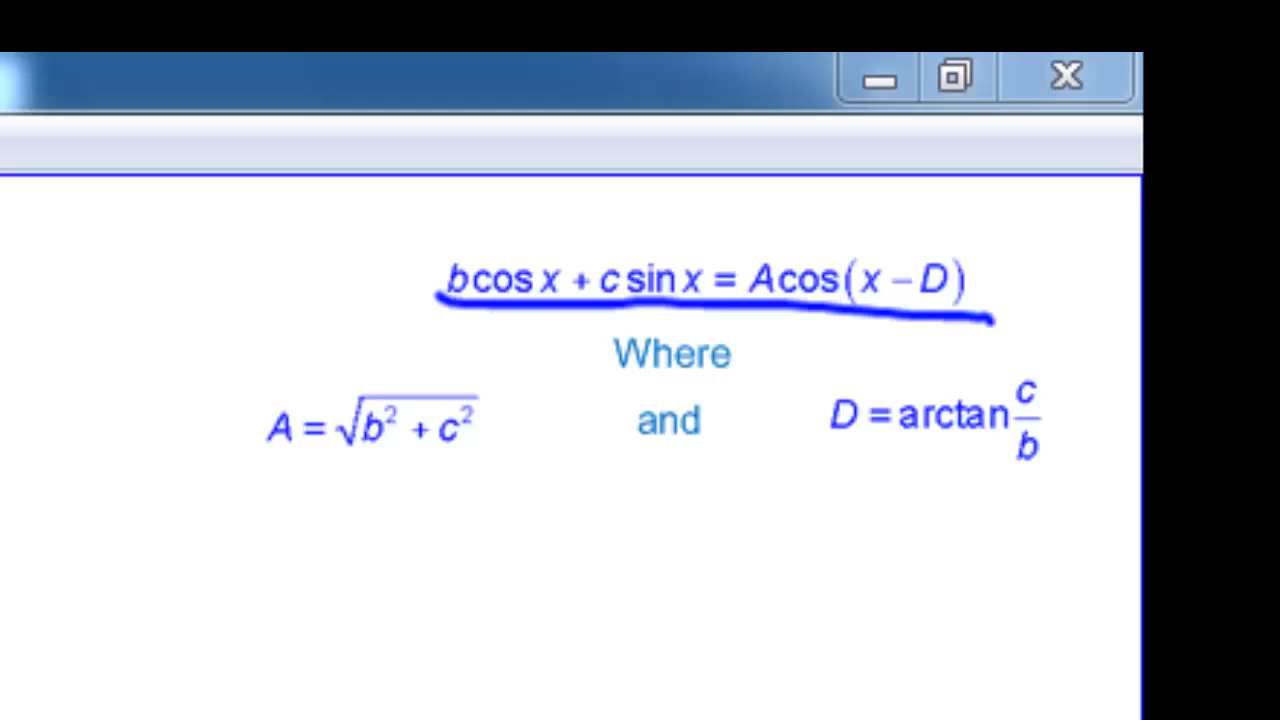 b cos x + c sin x = A cos(x − D)
Where
A = √(b² + c²) and D = arctan c/b